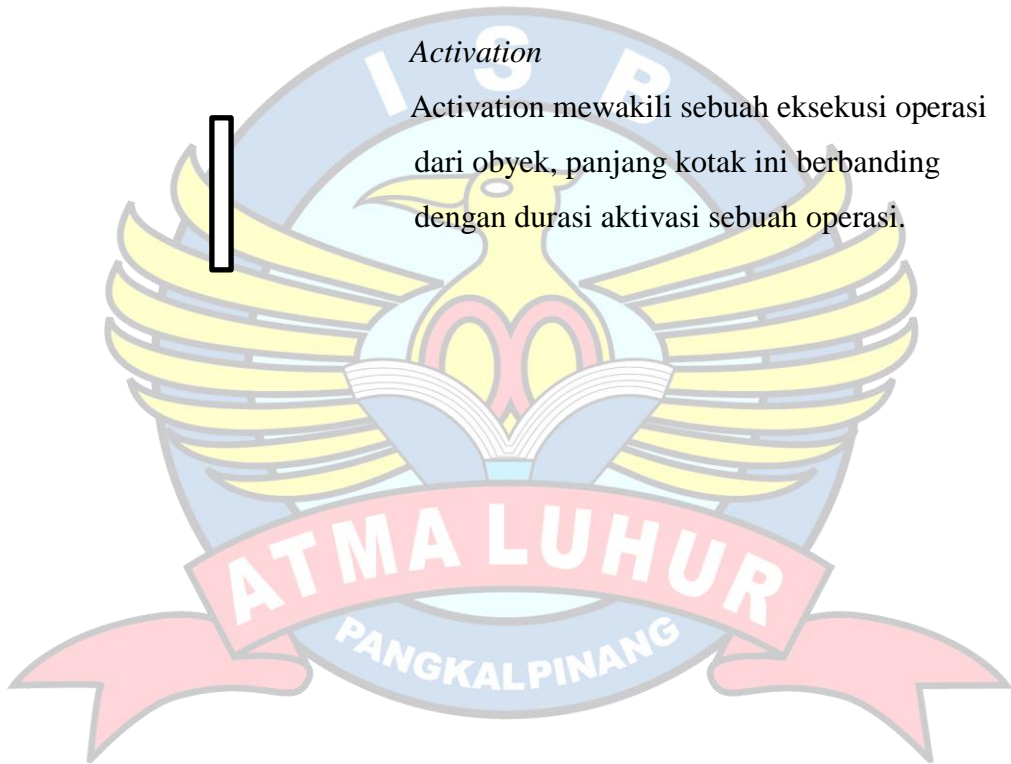 Activation
Activation mewakili sebuah eksekusi operasi
dari obyek, panjang kotak ini berbanding
dengan durasi aktivasi sebuah operasi.
I S B
ATMA LUHUR
PANGKALPINANG